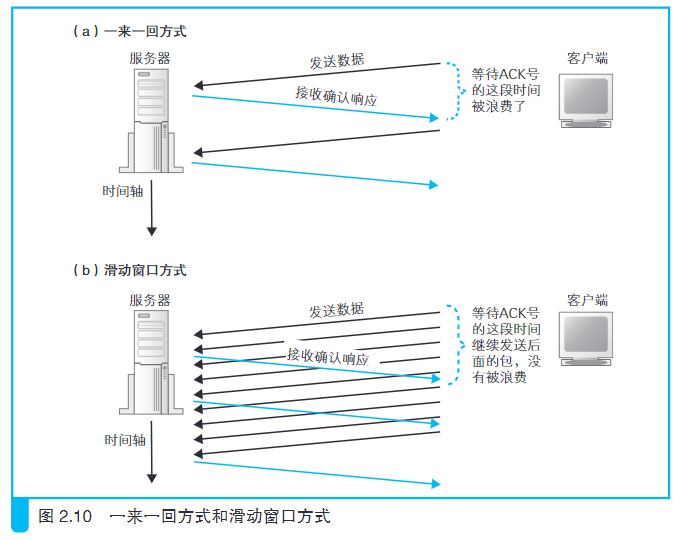 （a）一来一回方式
服务器
发送数据
客户端
接收确认响应
等待ACK号
的这段时间
被浪费了
时间轴
（b）滑动窗口方式
服务器
发送数据
客户端
接收确认响应
等待ACK号
的这段时间
继续发送后
面的包，没
有被浪费
时间轴
图 2.10 一来一回方式和滑动窗口方式